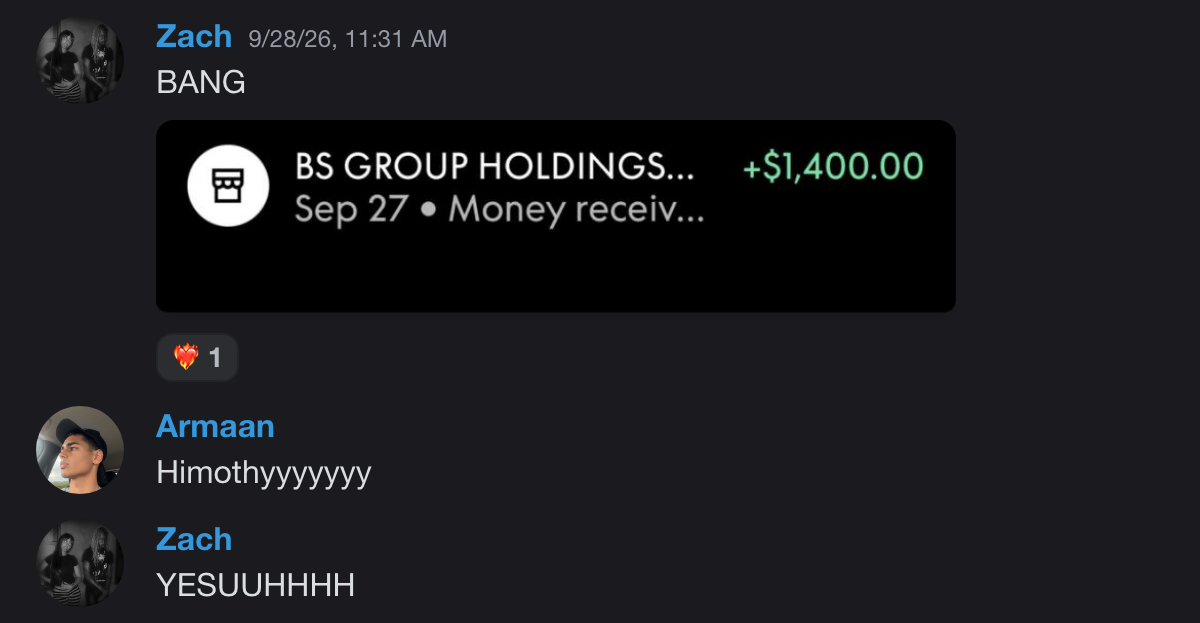 Zach 9/28/26, 11:31 AM
BANG
BS GROUP HOLDINGS... +$1,400.00
Sep 27 • Money receiv...
❤️‍🔥 1
Armaan
Himothyyyyyyy
Zach
YESUUHHHH